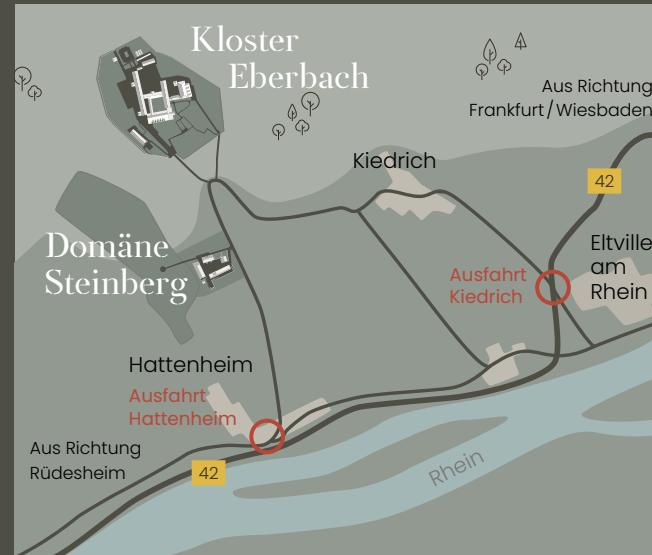 Kloster
Eberbach
Aus Richtung
Frankfurt/Wiesbaden
Kiedrich
42
Domäne
Steinberg
Eltville
am
Rhein
Ausfahrt
Kiedrich
Hattenheim
Ausfahrt
Hattenheim
Aus Richtung
Rüdesheim
42
Rhein